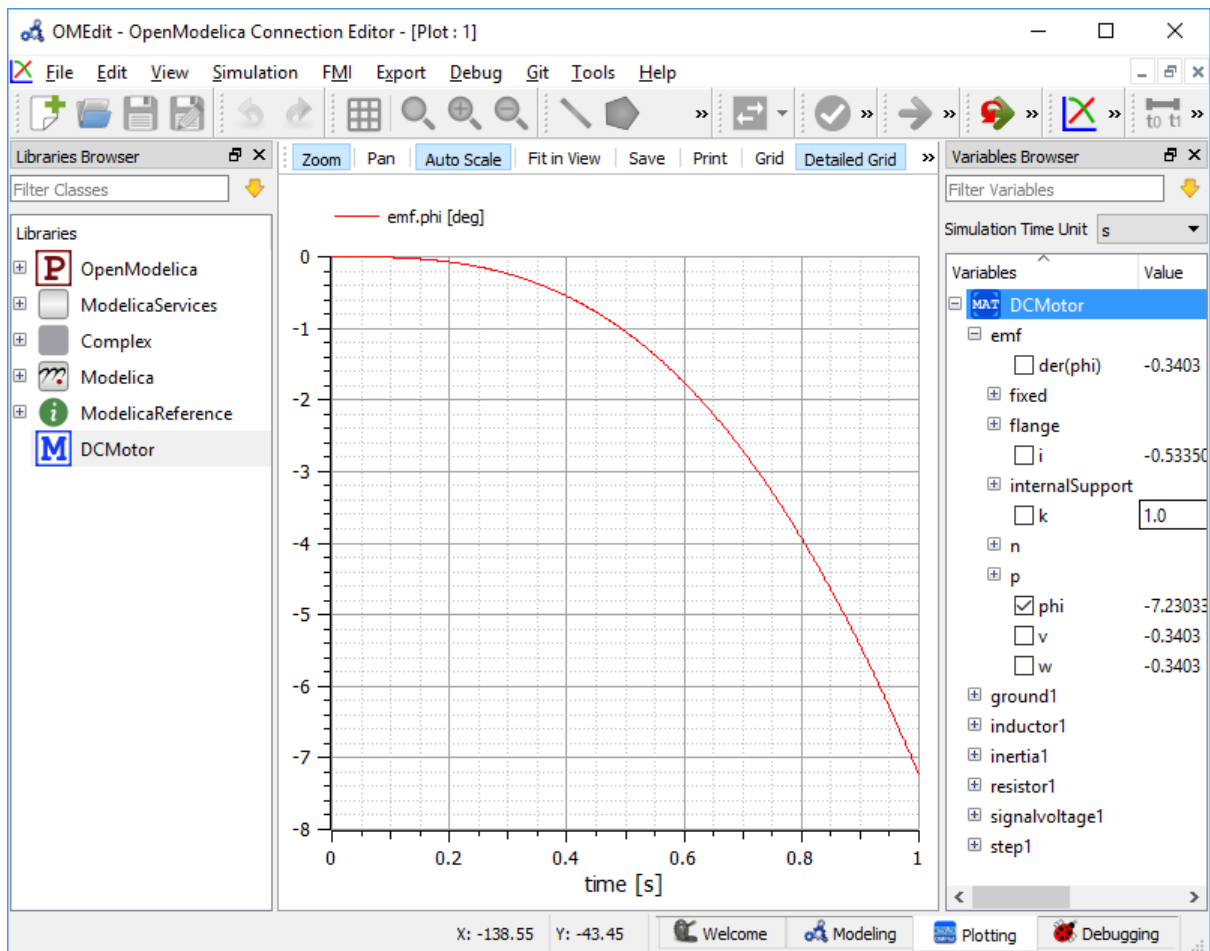 OMEdit - OpenModelica Connection Editor - [Plot : 1]
File Edit View Simulation FMI Export Debug Git Tools Help
t0 t1
Libraries Browser
Filter Classes
Libraries
P OpenModelica
ModelicaServices
Complex
m Modelica
i ModelicaReference
M DCMotor
Zoom Pan Auto Scale Fit in View Save Print Grid Detailed Grid »
emf.phi [deg]
0
-1
-2
-3
-4
-5
-6
-7
-8
0 0.2 0.4 0.6 0.8 1
time [s]
Variables Browser
Filter Variables
Simulation Time Unit s
Variables Value
MAT DCMotor
emf
der(phi) -0.3403
fixed
flange
i -0.53350
internalSupport
k 1.0
n
p
phi -7.23033
v -0.3403
w -0.3403
ground1
inductor1
inertia1
resistor1
signalvoltage1
step1
X: -138.55 Y: -43.45 Welcome Modeling Plotting Debugging